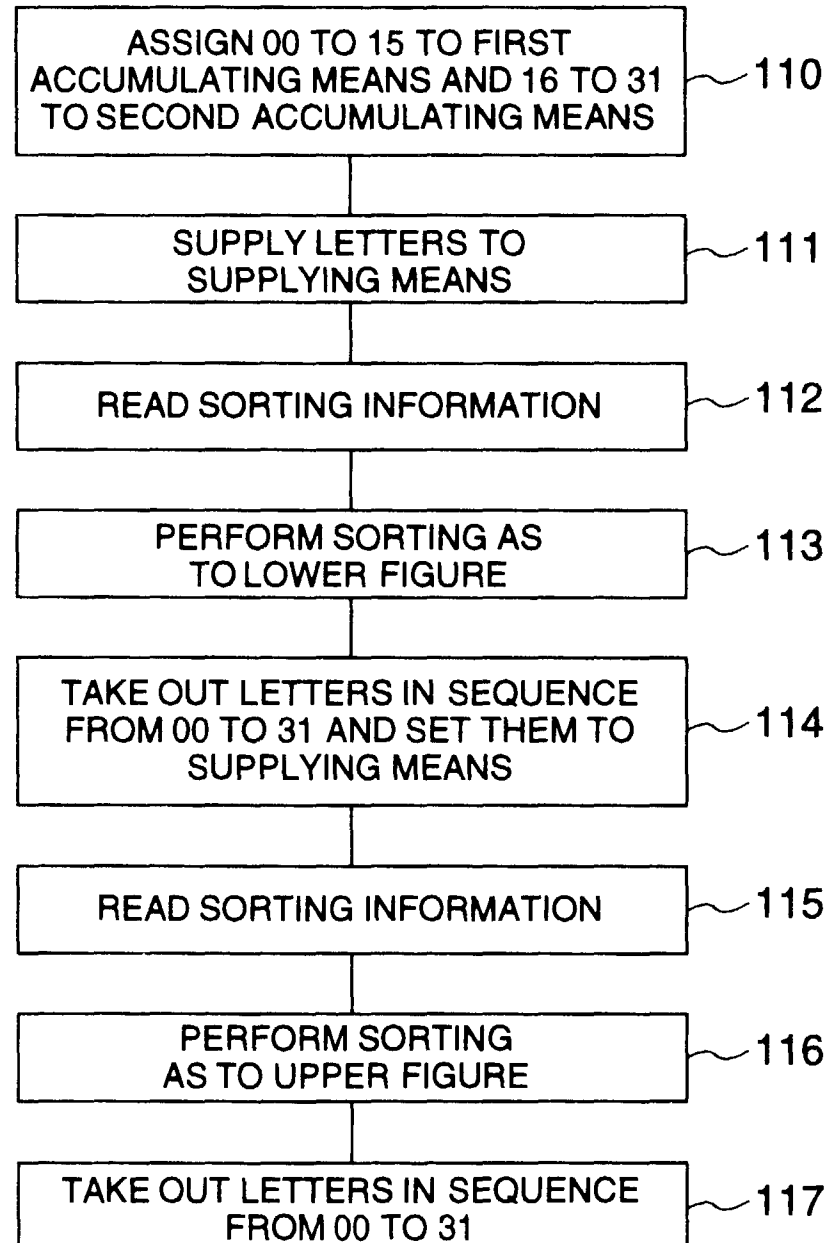 ASSIGN 00 TO 15 TO FIRST
ACCUMULATING MEANS AND 16 TO 31
TO SECOND ACCUMULATING MEANS
110
SUPPLY LETTERS TO
SUPPLYING MEANS
111
READ SORTING INFORMATION
112
PERFORM SORTING AS
TO LOWER FIGURE
113
TAKE OUT LETTERS IN SEQUENCE
FROM 00 TO 31 AND SET THEM TO
SUPPLYING MEANS
114
READ SORTING INFORMATION
115
PERFORM SORTING
AS TO UPPER FIGURE
116
TAKE OUT LETTERS IN SEQUENCE
FROM 00 TO 31
117